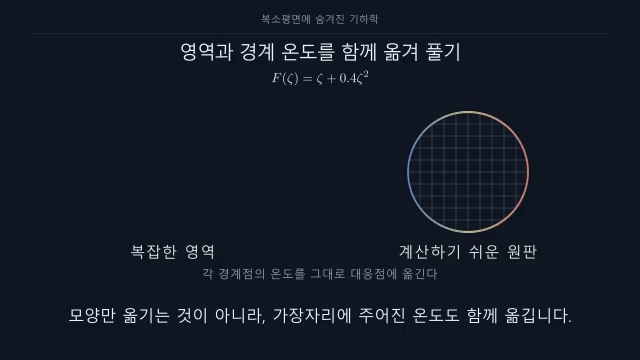 복소평면에 숨겨진 기하학
영역과 경계 온도를 함께 옮겨 풀기
F(ζ) = ζ + 0.4ζ²
복잡한 영역
계산하기 쉬운 원판
각 경계점의 온도를 그대로 대응점에 옮긴다
모양만 옮기는 것이 아니라, 가장자리에 주어진 온도도 함께 옮깁니다.